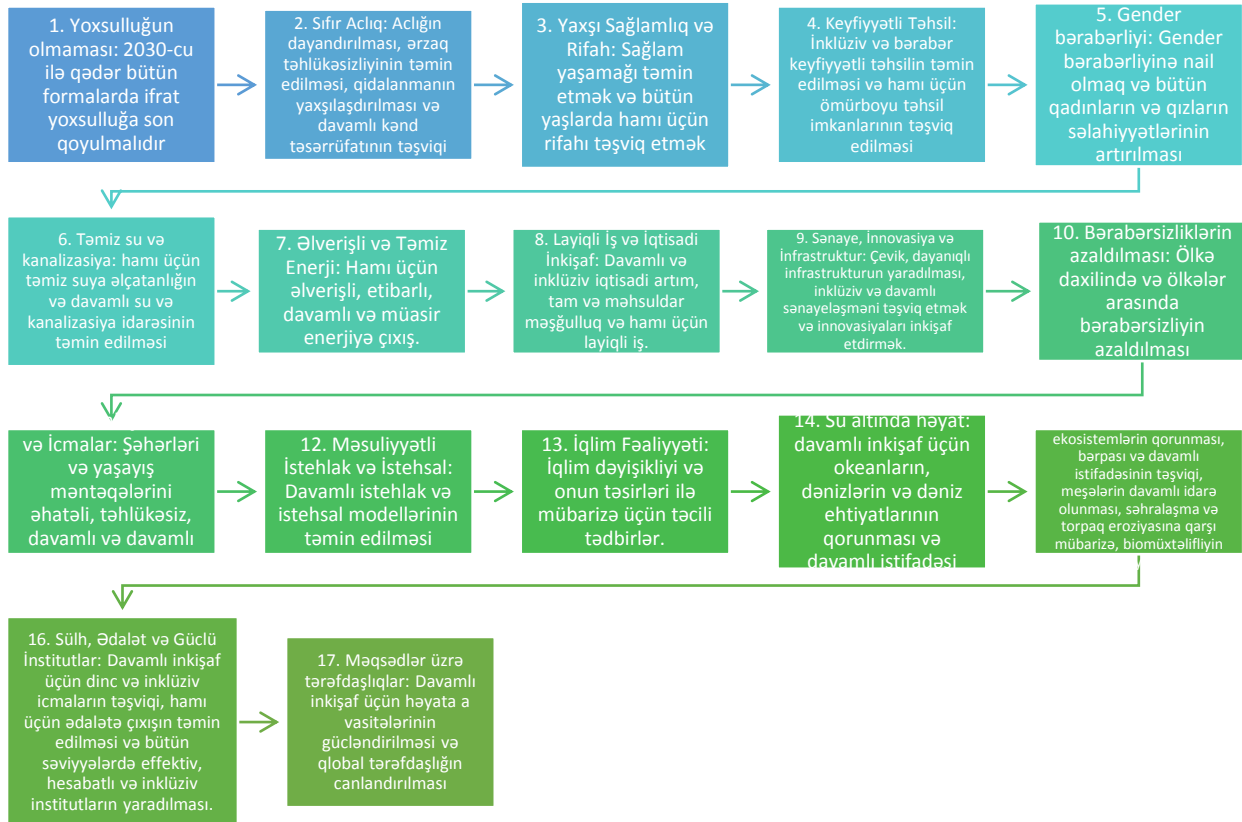 1. Yoxsulluğun
olmaması: 2030-cu
ilə qədər bütün
formalarda ifrat
yoxsulluğa son
qoyulmalıdır
2. Sıfır Aclıq: Aclığın
dayandırılması, ərzaq
təhlükəsizliyinin təmin
edilməsi, qidalanmanın
yaxşılaşdırılması və
davamlı kənd
təsərrüfatının təşviqi
3. Yaxşı Sağlamlıq və
Rifah: Sağlam
yaşamağı təmin
etmək və bütün
yaşlarda hamı üçün
rifahı təşviq etmək
4. Keyfiyyətli Təhsil:
İnklüziv və bərabər
keyfiyyətli təhsilin təmin
edilməsi və hamı üçün
ömürboyu təhsil
imkanlarının təşviq
edilməsi
5. Gender
bərabərliyi: Gender
bərabərliyinə nail
olmaq və bütün
qadınların və qızların
səlahiyyətlərinin
artırılması
6. Təmiz su və
kanalizasiya: hamı üçün
təmiz suya əlçatanlığın
və davamlı su və
kanalizasiya idarəsinin
təmin edilməsi
7. Əlverişli və Təmiz
Enerji: Hamı üçün
əlverişli, etibarlı,
davamlı və müasir
enerjiyə çıxış.
8. Layiqli İş və İqtisadi
İnkişaf: Davamlı və
inklüziv iqtisadi artım,
tam və məhsuldar
məşğulluq və hamı üçün
layiqli iş.
9. Sənaye, İnnovasiya və
İnfrastruktur: Çevik, dayanıqlı
infrastrukturun yaradılması,
inklüziv və davamlı
sənayeləşməni təşviq etmək
və innovasiyaları inkişaf
etdirmək.
10. Bərabərsizliklərin
azaldılması: Ölkə
daxilində və ölkələr
arasında
bərabərsizliyin
azaldılması
və İcmalar: Şəhərləri
və yaşayış
məntəqələrini
əhatəli, təhlükəsiz,
davamlı və davamlı
12. Məsuliyyətli
İstehlak və İstehsal:
Davamlı istehlak və
istehsal modellərinin
təmin edilməsi
13. İqlim Fəaliyyəti:
İqlim dəyişikliyi və
onun təsirləri ilə
mübarizə üçün təcili
tədbirlər.
14. Su altında həyat:
davamlı inkişaf üçün
okeanların,
dənizlərin və dəniz
ehtiyatlarının
qorunması və
davamlı istifadəsi
ekosistemlərin qorunması,
bərpası və davamlı
istifadəsinin təşviqi,
meşələrin davamlı idarə
olunması, səhralaşma və
torpaq eroziyasına qarşı
mübarizə, biomüxtəlifliyin
16. Sülh, Ədalət və Güclü
İnstitutlar: Davamlı inkişaf
üçün dinc və inklüziv
icmaların təşviqi, hamı
üçün ədalətə çıxışın təmin
edilməsi və bütün
səviyyələrdə effektiv,
hesabatlı və inklüziv
institutların yaradılması.
17. Məqsədlər üzrə
tərəfdaşlıqlar: Davamlı
inkişaf üçün həyata a
vasitələrinin
gücləndirilməsi və
qlobal tərəfdaşlığın
canlandırılması